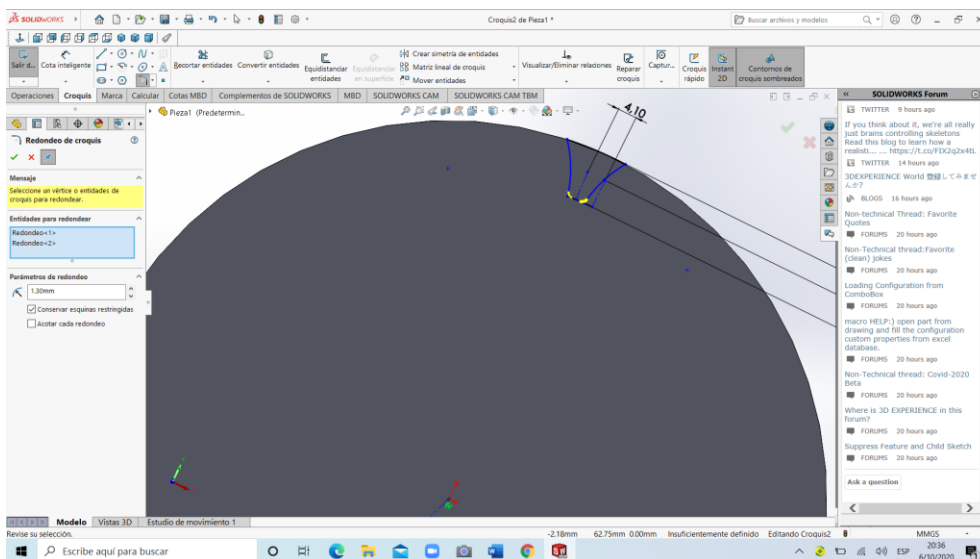 SOLIDWORKS
Croquis2 de Pieza1 *
Buscar archivos y modelos
Salir d...
Cota inteligente
Recortar entidades
Convertir entidades
Equidistanciar entidades
Equidistanciar en superficie
Crear simetría de entidades
Matriz lineal de croquis
Mover entidades
Visualizar/Eliminar relaciones
Reparar croquis
Captur...
Croquis rápido
Instant 2D
Contornos de croquis sombreados
Operaciones
Croquis
Marca
Calcular
Cotas MBD
Complementos de SOLIDWORKS
MBD
SOLIDWORKS CAM
SOLIDWORKS CAM TBM
Pieza1 (Predetermin...
Redondeo de croquis
Mensaje
Seleccione un vértice o entidades de
croquis para redondear.
Entidades para redondear
Redondeo<1>
Redondeo<2>
Parámetros de redondeo
1.30mm
Conservar esquinas restringidas
Acotar cada redondeo
4,10
SOLIDWORKS Forum
TWITTER 9 hours ago
If you think about it, we're all really
just brains controlling skeletons
Read this blog to learn how a
realisti... ... https://t.co/FIX2q2x4tL
TWITTER 14 hours ago
3DEXPERIENCE World 登録してみませ
んか?
BLOGS 16 hours ago
Non-technical Thread: Favorite
Quotes
FORUMS 20 hours ago
Non-Technical thread:Favorite
(clean) jokes
FORUMS 20 hours ago
Loading Configuration from
ComboBox
FORUMS 20 hours ago
macro HELP:) open part from
drawing and fill the configuration
custom properties from excel
database.
FORUMS 20 hours ago
Non-Technical thread: Covid-2020
Beta
FORUMS 20 hours ago
Where is 3D EXPERIENCE in this
forum?
FORUMS 20 hours ago
Suppress Feature and Child Sketch
FORUMS 20 hours ago
Ask a question
Modelo
Vistas 3D
Estudio de movimiento 1
Revise su selección.
-2.18mm
62.75mm
0.00mm
Insuficientemente definido
Editando Croquis2
MMGS
Escribe aquí para buscar
ESP
20:36
6/10/2020